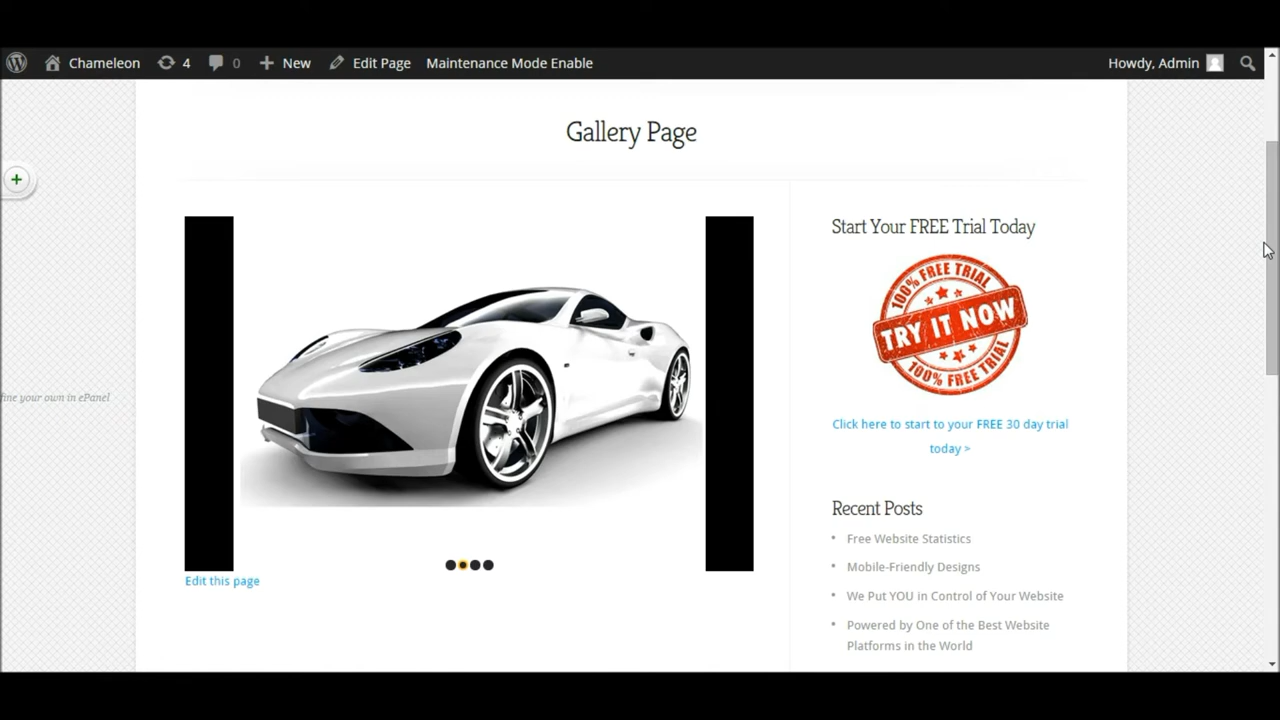 Chameleon 4 0 New Edit Page Maintenance Mode Enable Howdy, Admin
Gallery Page
fine your own in ePanel
Start Your FREE Trial Today
100% FREE TRIAL
TRY IT NOW
100% FREE TRIAL
Click here to start to your FREE 30 day trial
today >
Edit this page
Recent Posts
Free Website Statistics
Mobile-Friendly Designs
We Put YOU in Control of Your Website
Powered by One of the Best Website
Platforms in the World